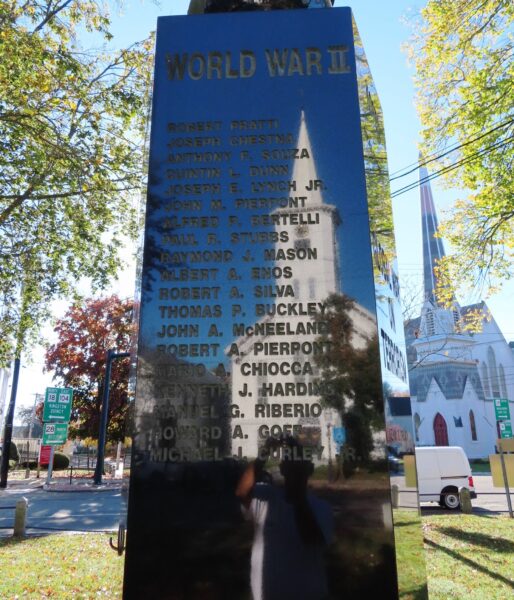 WORLD WAR II
ROBERT PRATTI
JOSEPH CHESTNA
ANTHONY F. SOUZA
QUINTIN L. DUNN
JOSEPH E. LYNCH JR.
JOHN M. PIERPONT
ALFRED R. BERTELLI
PAUL R. STUBBS
RAYMOND J. MASON
ALBERT A. ENOS
ROBERT A. SILVA
THOMAS P. BUCKLEY
JOHN A. McNEELAND
ROBERT A. PIERPONT
MARIO A. CHIOCCA
KENNETH J. HARDING
MANUEL G. RIBERIO
HOWARD A. GOFF
MICHAEL J. CURLEY, JR.
18
104
KINGSTON